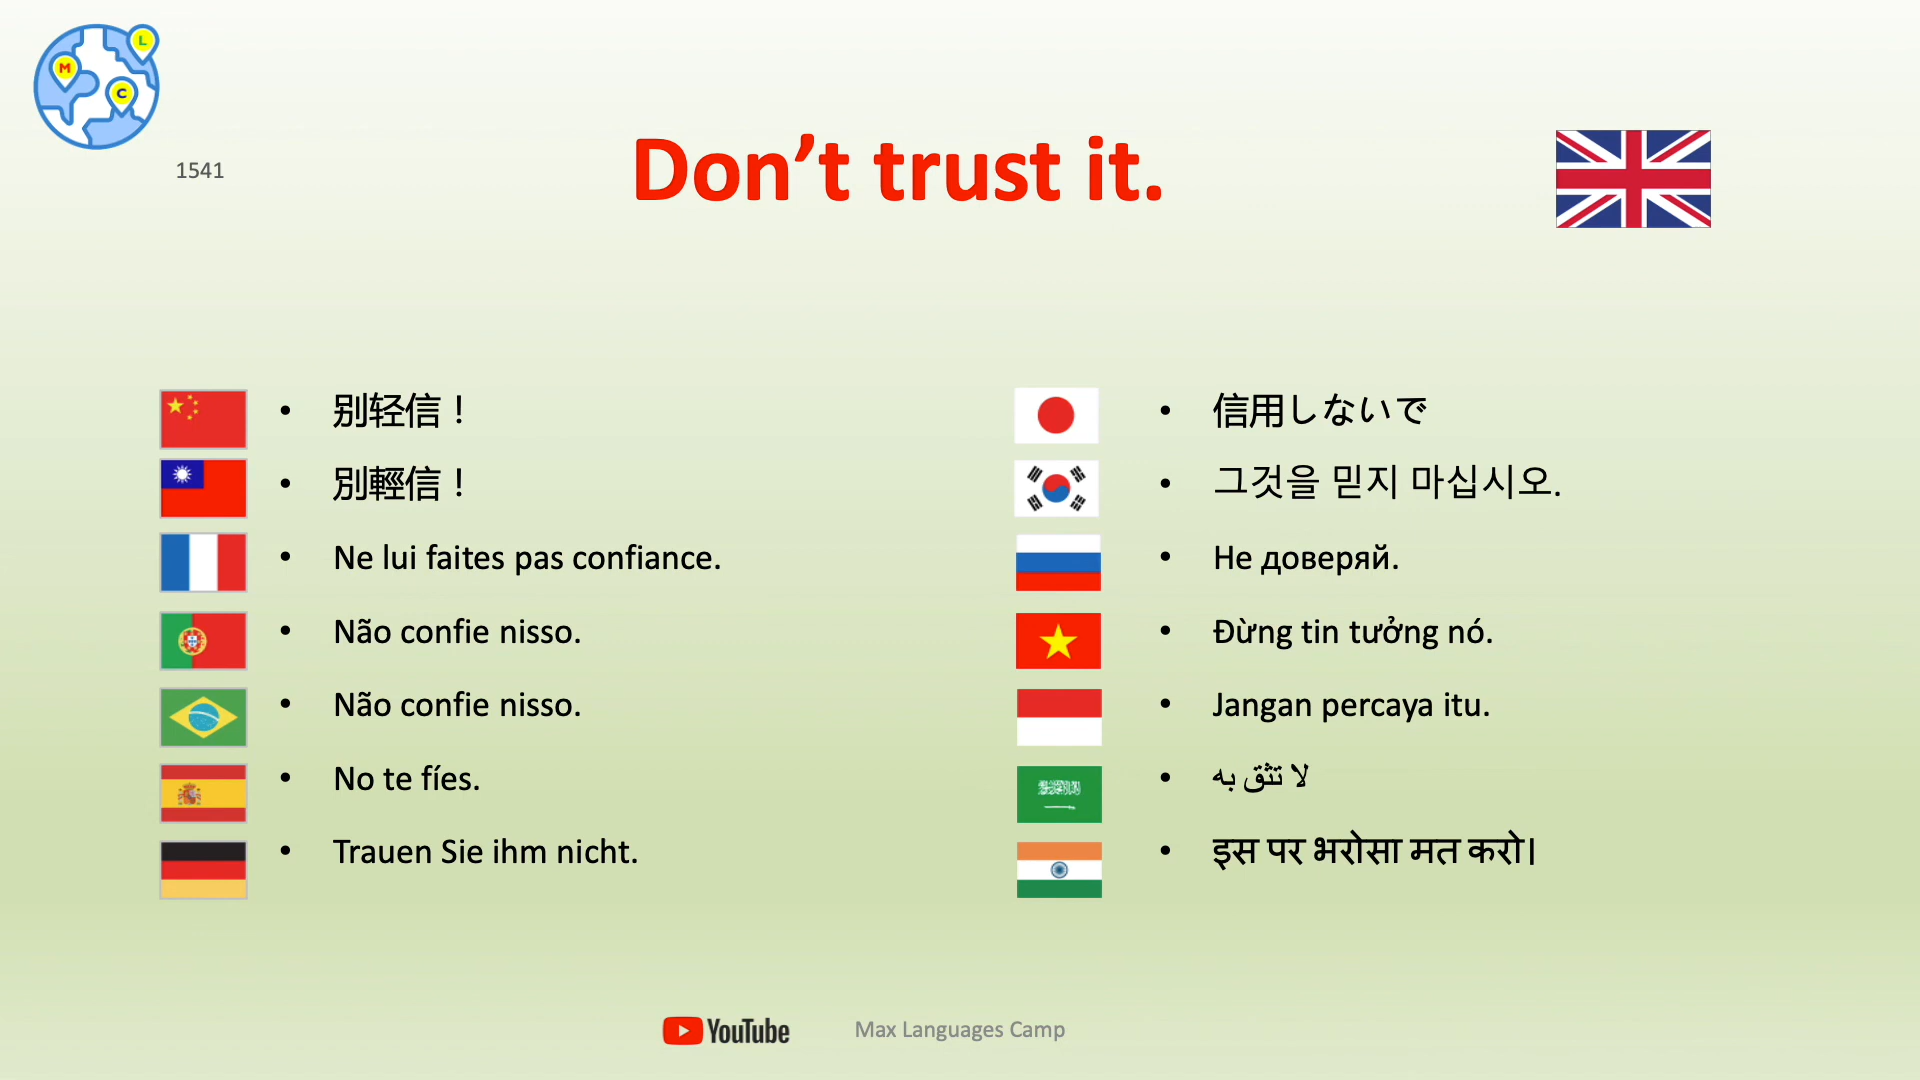 L
M
C
1541
Don’t trust it.
• 别轻信！
• 別輕信！
• Ne lui faites pas confiance.
• Não confie nisso.
• Não confie nisso.
• No te fíes.
• Trauen Sie ihm nicht.
• 信用しないで
• 그것을 믿지 마십시오.
• Не доверяй.
• Đừng tin tưởng nó.
• Jangan percaya itu.
• لا تثق به
• इस पर भरोसा मत करो।
YouTube
Max Languages Camp